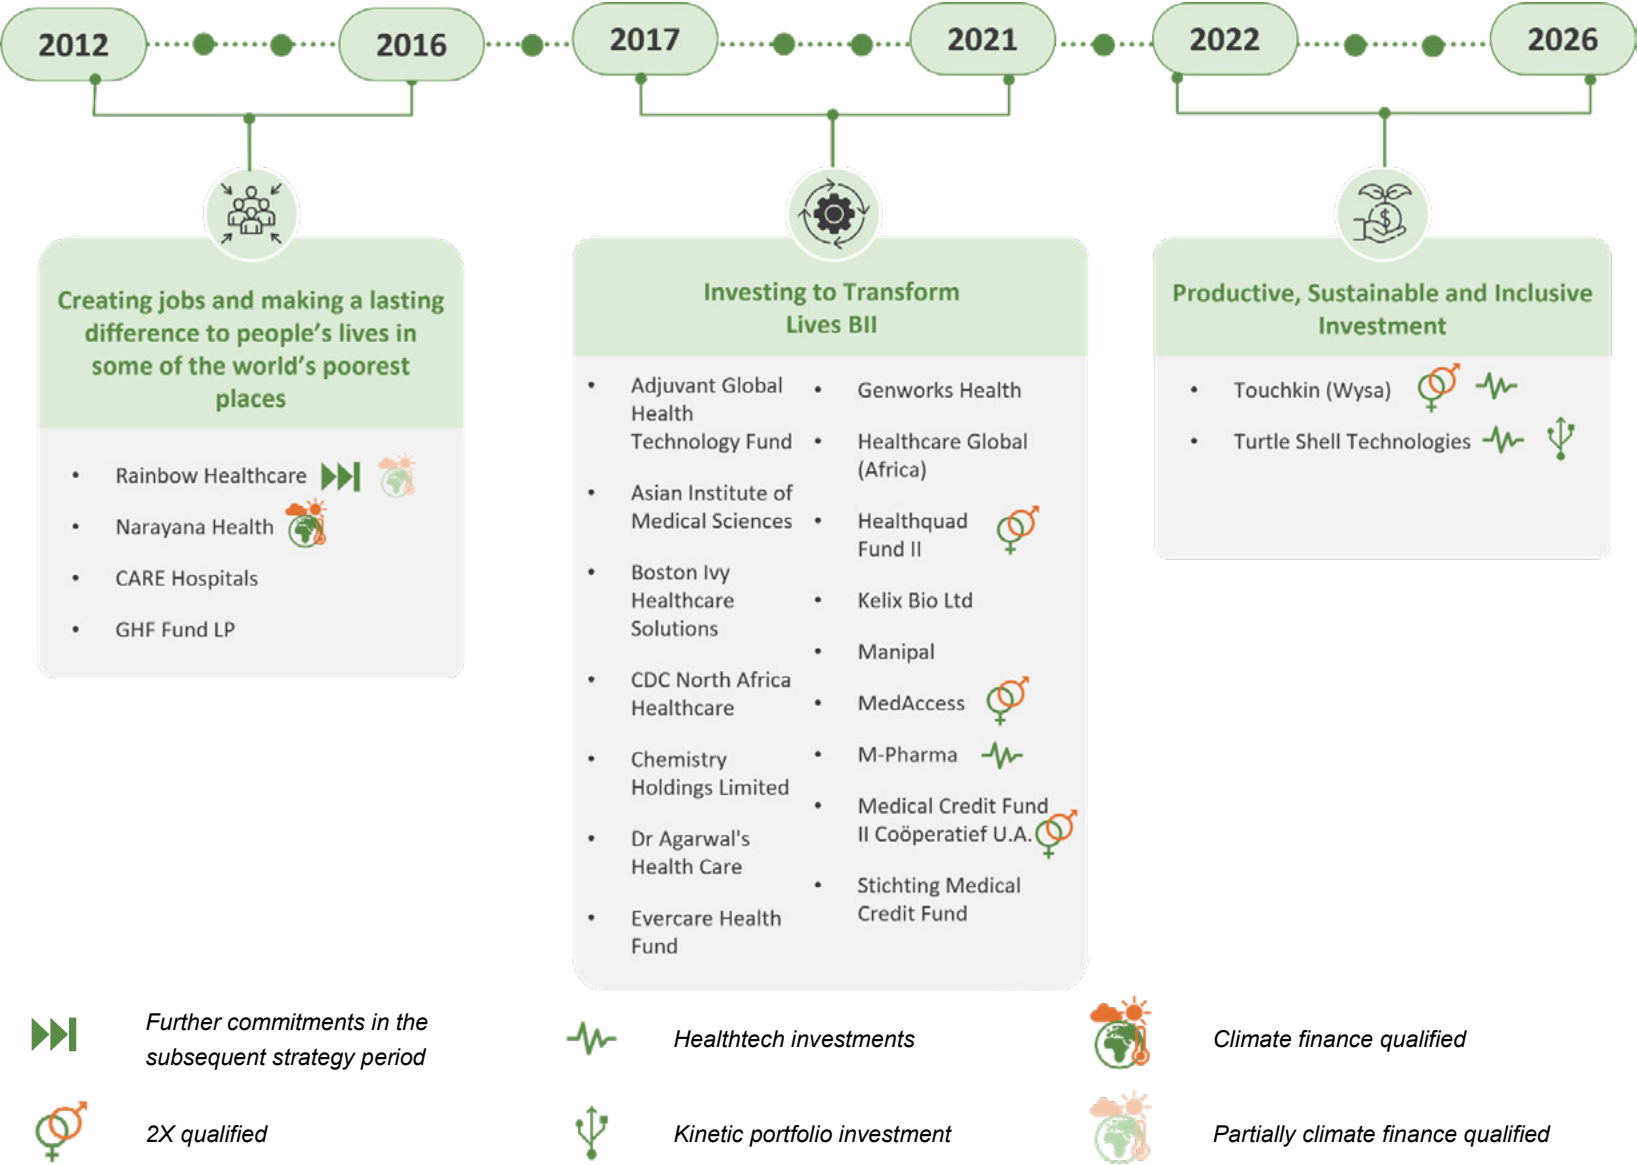 2012
2016
2017
2021
2022
2026
Creating jobs and making a lasting
difference to people's lives in
some of the world's poorest
places
• Rainbow Healthcare
• Narayana Health
• CARE Hospitals
• GHF Fund LP
Investing to Transform
Lives BII
• Adjuvant Global
Health
Technology Fund
• Asian Institute of
Medical Sciences
• Boston Ivy
Healthcare
Solutions
• CDC North Africa
Healthcare
• Chemistry
Holdings Limited
• Dr Agarwal's
Health Care
• Evercare Health
Fund
• Genworks Health
• Healthcare Global
(Africa)
• Healthquad
Fund II
• Kelix Bio Ltd
• Manipal
• MedAccess
• M-Pharma
• Medical Credit Fund
II Coöperatief U.A.
• Stichting Medical
Credit Fund
Productive, Sustainable and Inclusive
Investment
• Touchkin (Wysa)
• Turtle Shell Technologies
Further commitments in the
subsequent strategy period
Healthtech investments
Climate finance qualified
2X qualified
Kinetic portfolio investment
Partially climate finance qualified